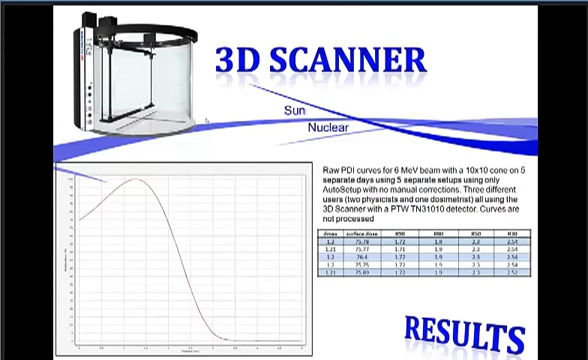 3D SCANNER
Sun
Nuclear
Raw PDI curves for 6 MeV beam with a 10x10 cone on 5
separate days using 5 separate setups using only
AutoSetup with no manual corrections. Three different
users (two physicists and one dosimetrist) all using the
3D Scanner with a PTW TN31010 detector. Curves are
not processed
dmax surface dose R90 R80 R50 R30
1.2 75.78 1.72 1.9 2.3 2.54
1.21 75.77 1.71 1.9 2.3 2.54
1.2 76.4 1.72 1.9 2.3 2.54
1.2 75.75 1.72 1.9 2.3 2.54
1.21 75.89 1.72 1.9 2.3 2.52
RESULTS